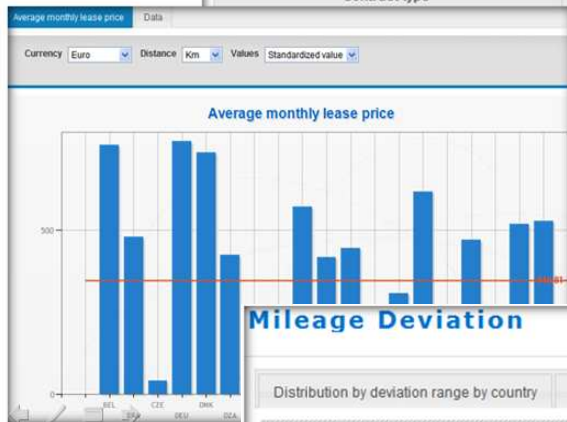 Average monthly lease price Data
Currency Euro Distance Km Values Standardized value
Average monthly lease price
500
0
BEL CZE DNK
DEU DZA
Mileage Deviation
Distribution by deviation range by country